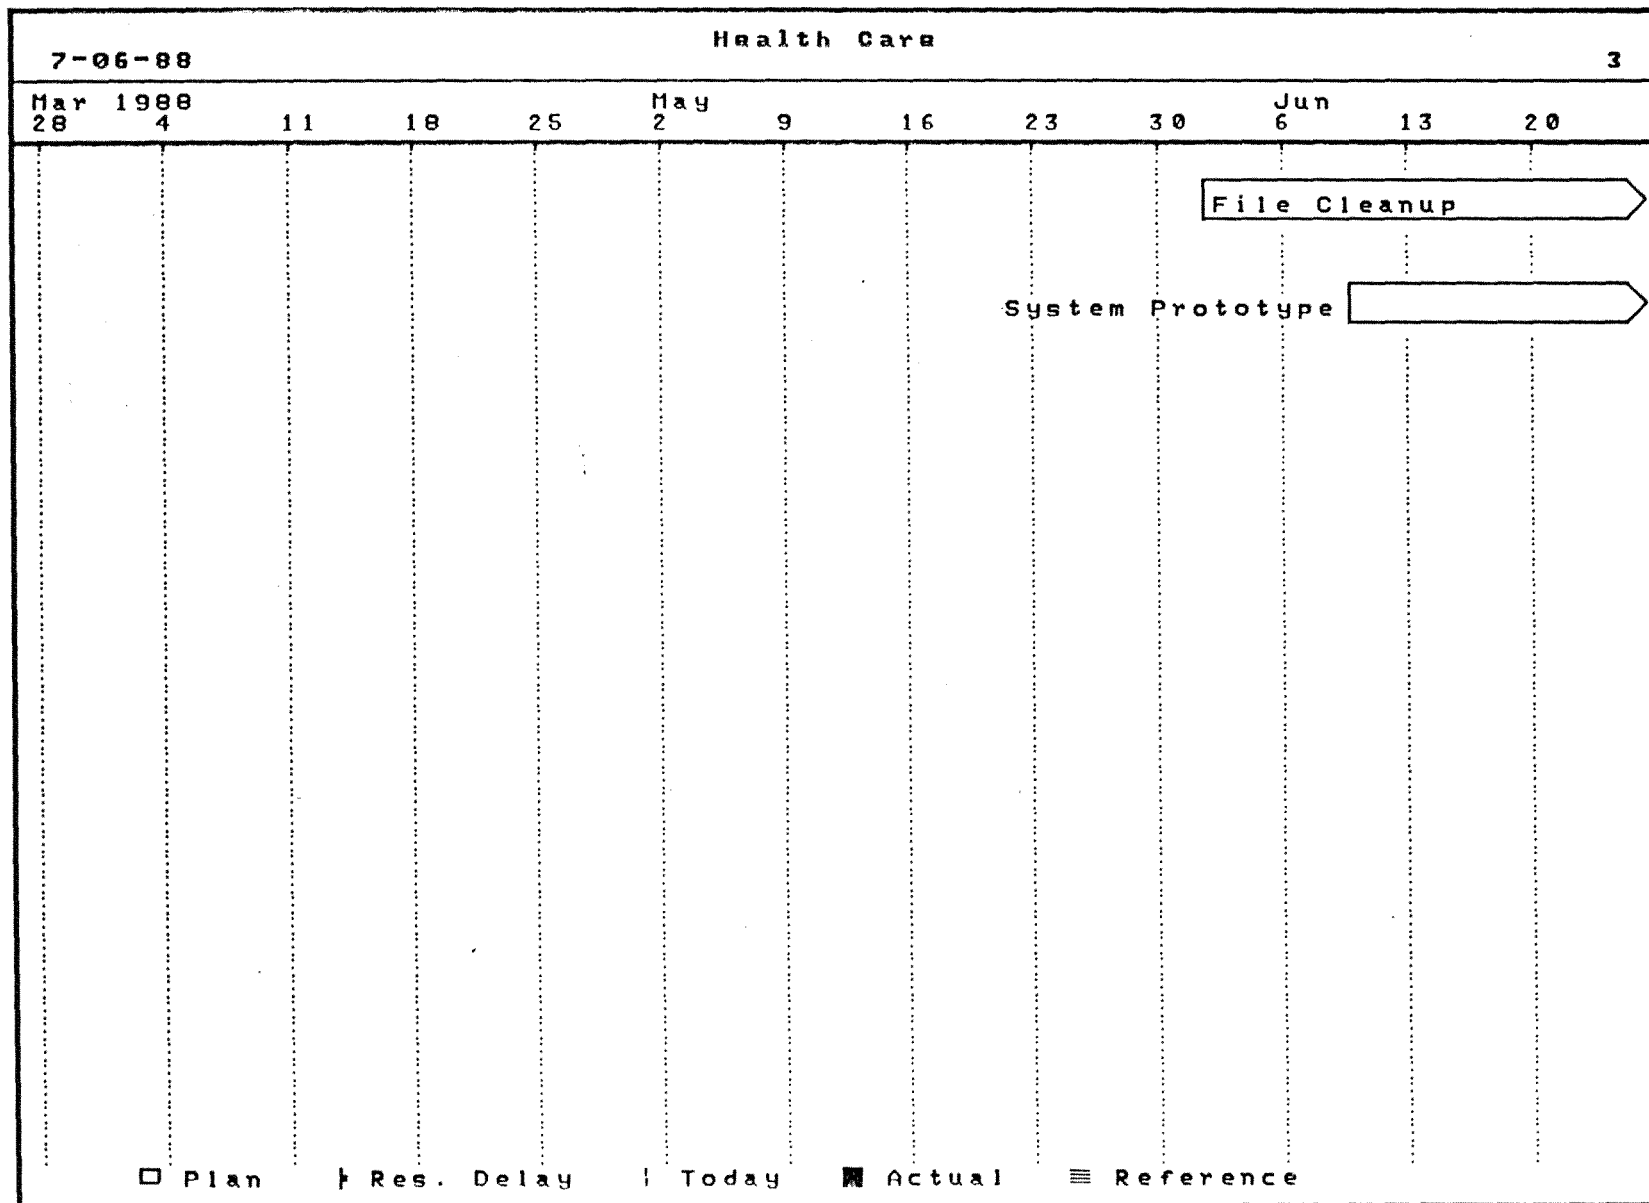 Health Care
7-06-88 3
Mar 1988 May Jun
28 4 11 18 25 2 9 16 23 30 6 13 20
File Cleanup
System Prototype
Plan Res. Delay Today Actual Reference